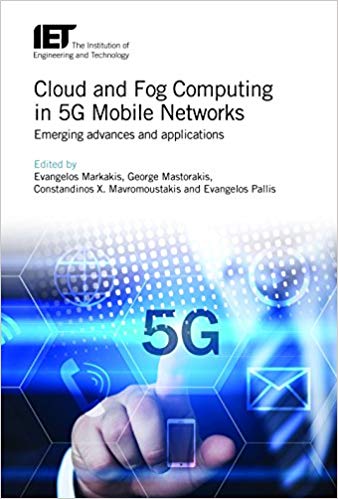 IET The Institution of
Engineering and Technology
Cloud and Fog Computing
in 5G Mobile Networks
Emerging advances and applications
Edited by
Evangelos Markakis, George Mastorakis,
Constandinos X. Mavromoustakis and Evangelos Pallis
5G